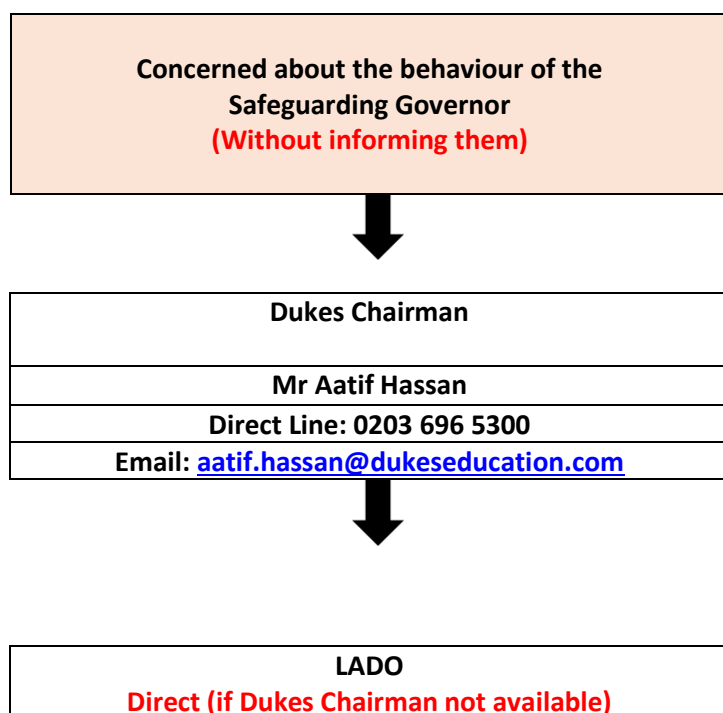 Concerned about the behaviour of the
Safeguarding Governor
(Without informing them)
Dukes Chairman
Mr Aatif Hassan
Direct Line: 0203 696 5300
Email: aatif.hassan@dukeseducation.com
LADO
Direct (if Dukes Chairman not available)